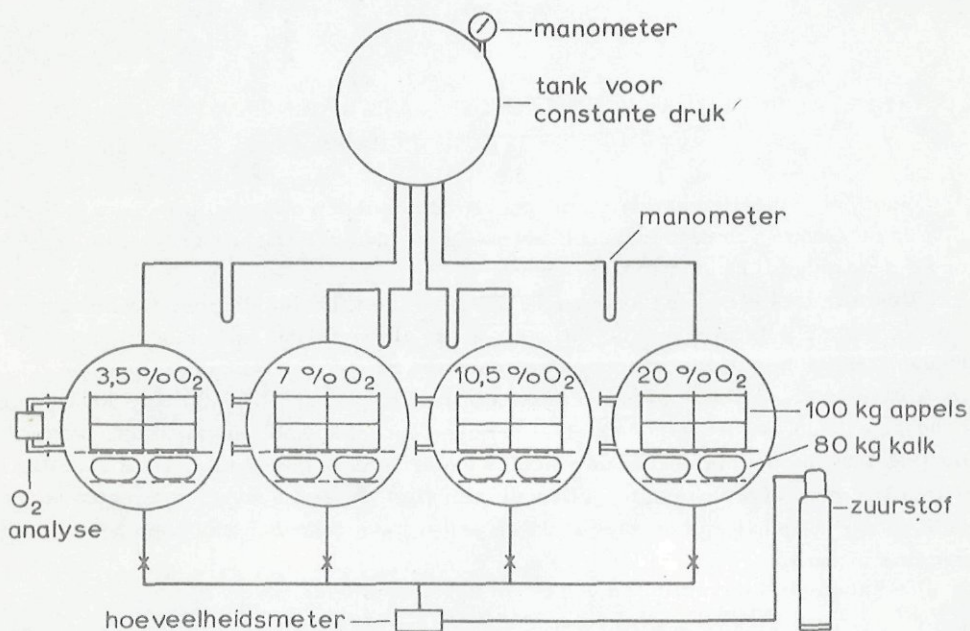 manometer
tank voor
constante druk
manometer
3,5 % O₂
7 % O₂
10,5 % O₂
20 % O₂
100 kg appels
80 kg kalk
O₂
analyse
zuurstof
hoeveelheidsmeter